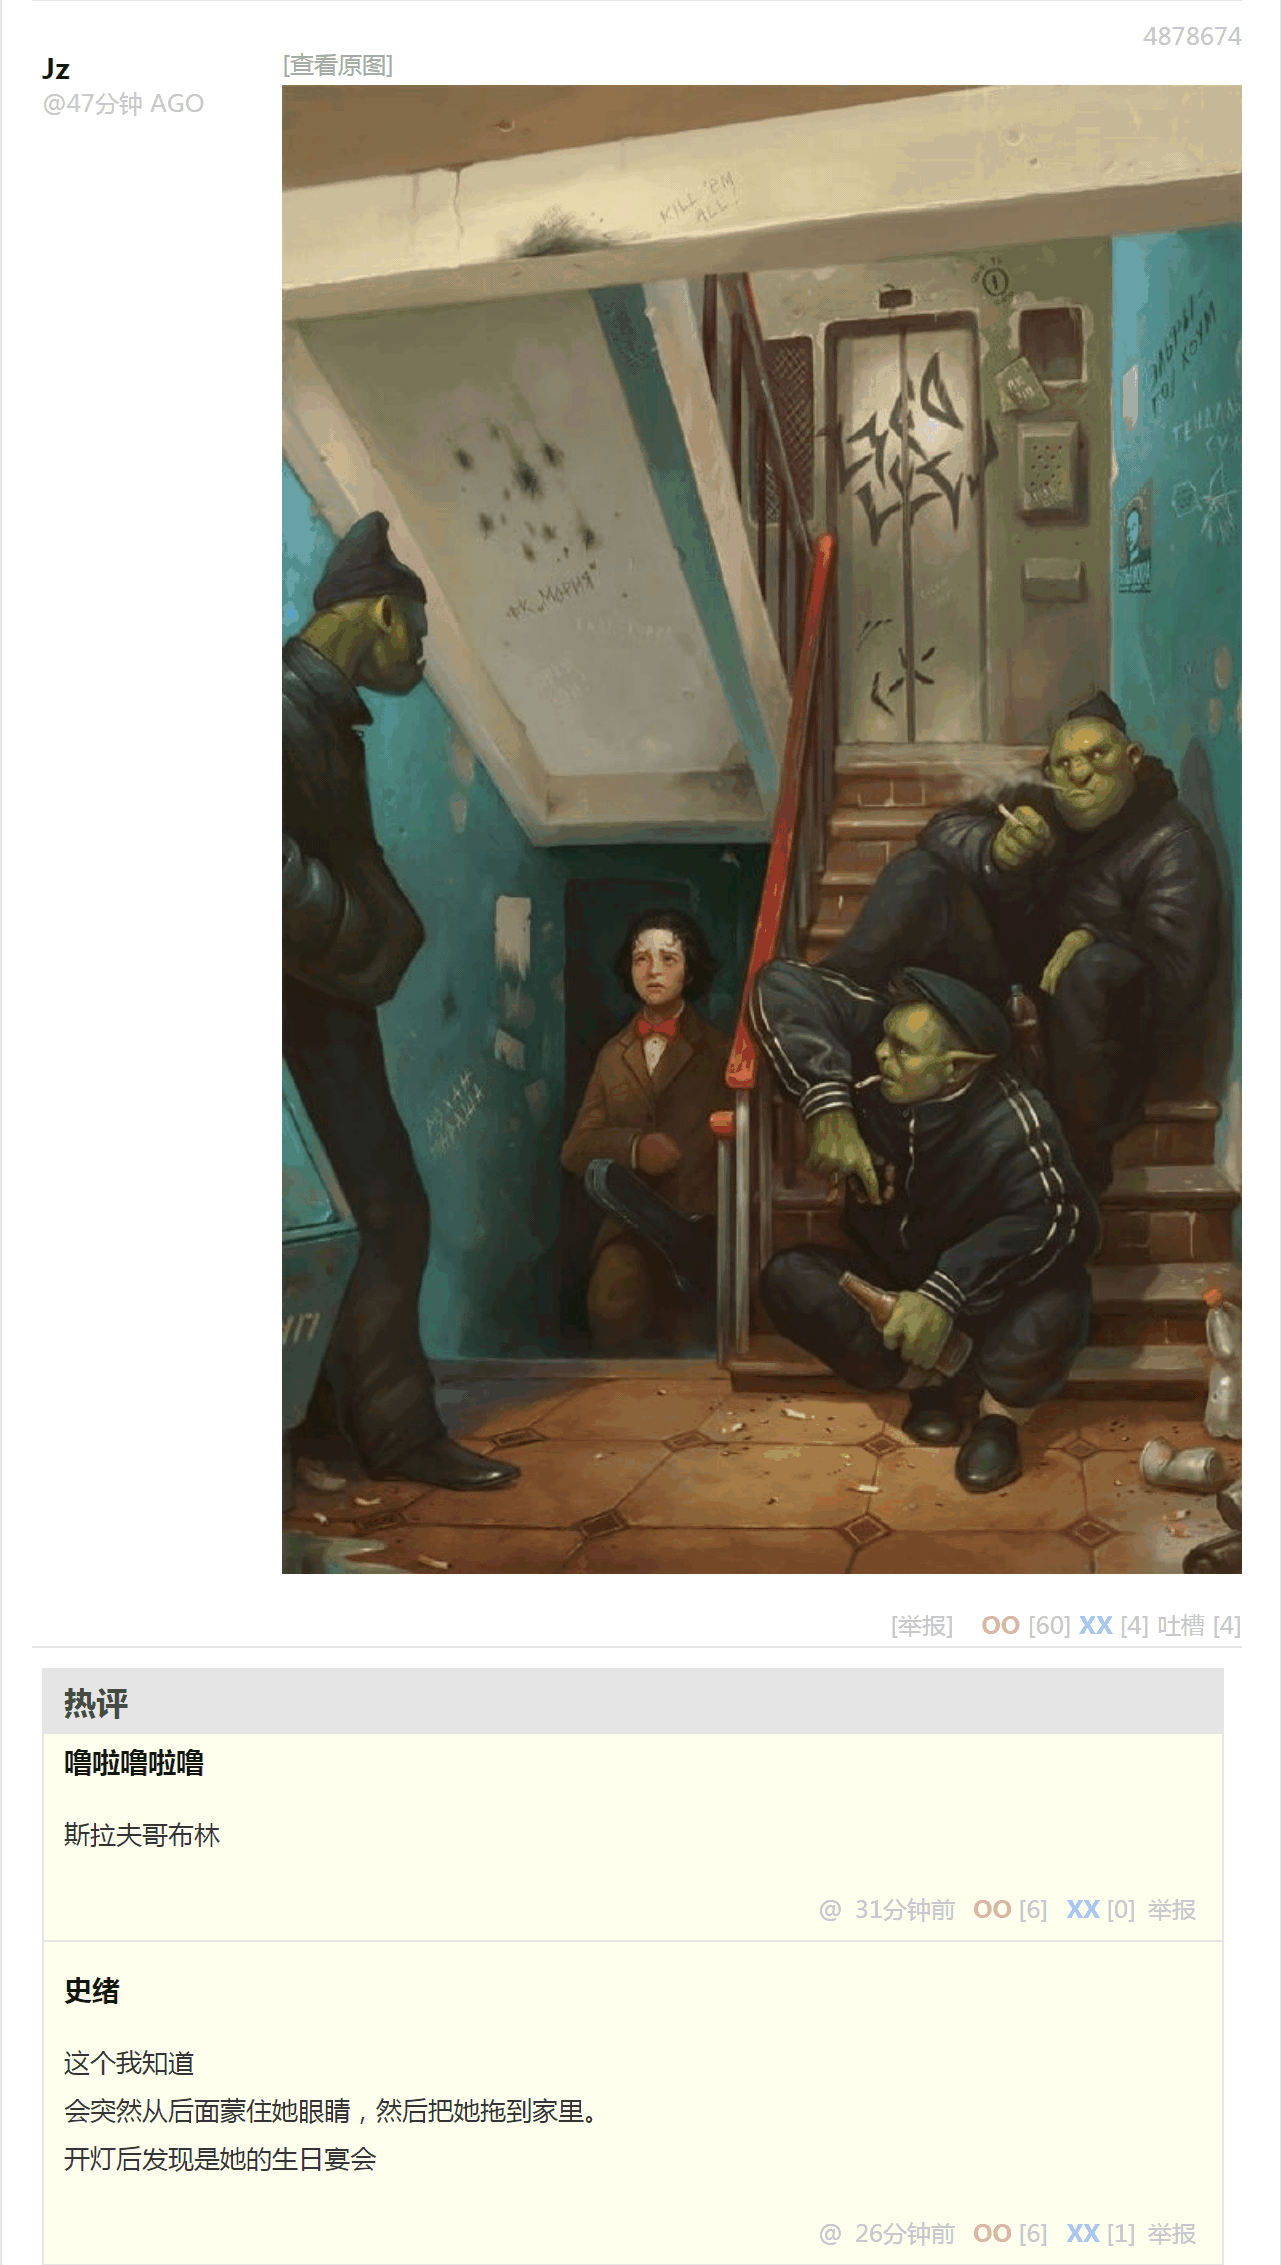 4878674
Jz
[查看原图]
@47分钟 AGO
KILL 'EM
ALL!
ЭЛЬФЫ -
ГО! КОУМ
ГЕНДАЛЬ
"МОРИЯ"
[举报] OO [60] XX [4] 吐槽 [4]
热评
噜啦噜啦噜
斯拉夫哥布林
@ 31分钟前 OO [6] XX [0] 举报
史绪
这个我知道
会突然从后面蒙住她眼睛，然后把她拖到家里。
开灯后发现是她的生日宴会
@ 26分钟前 OO [6] XX [1] 举报